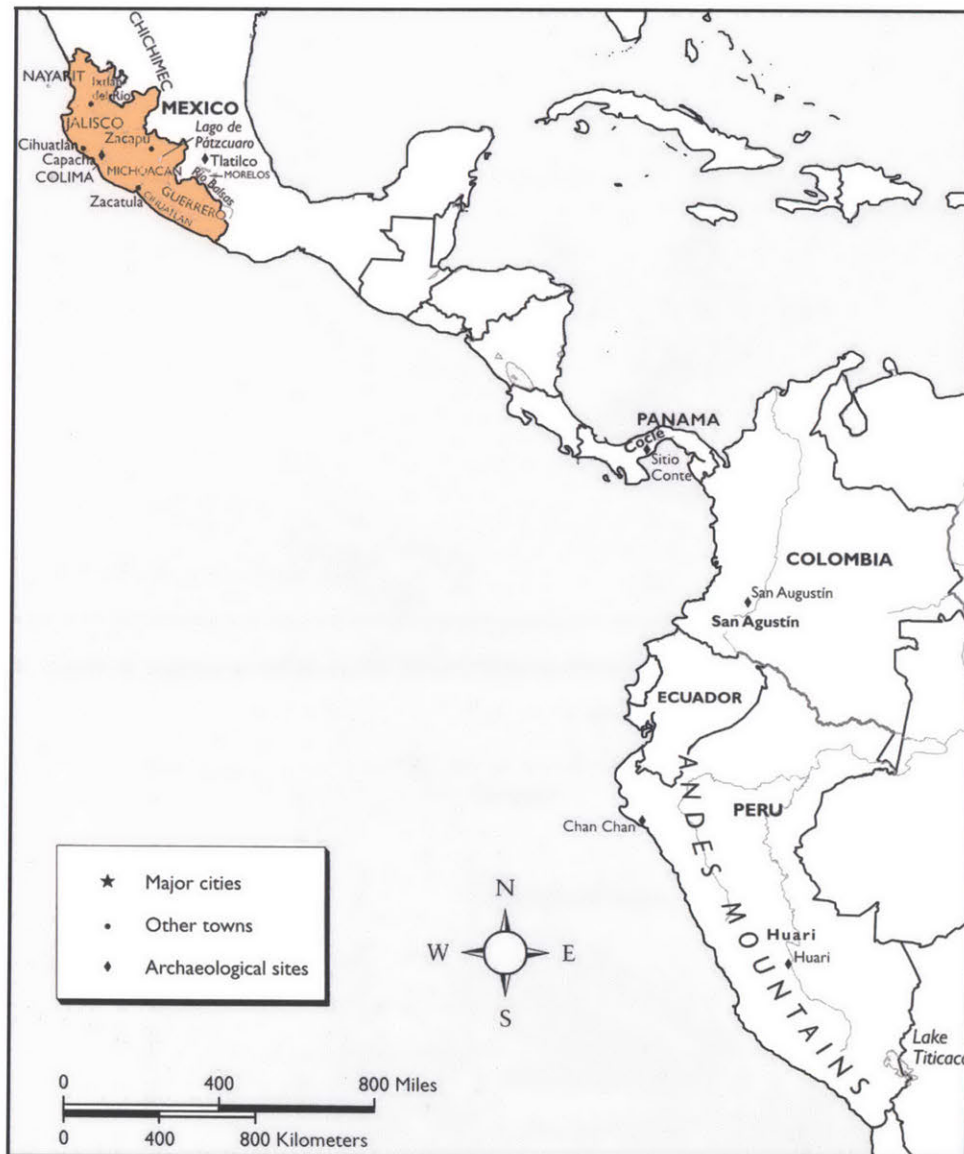 CHICHIMEC
NAYARIT
Ixtlan
del Río
MEXICO
JALISCO
Lago de
Pátzcuaro
Zacapu
Cihuatlán
Capacha
Tlatilco
COLIMA
MICHOACAN
MORELOS
Río Balsas
Zacatula
GUERRERO
CIHUATLAN
PANAMA
Cocle
Sitio
Conte
COLOMBIA
San Augustín
San Agustín
ECUADOR
ANDES MOUNTAINS
PERU
Chan Chan
Huari
Huari
Lake
Titicaca
Major cities
Other towns
Archaeological sites
N
W E
S
0 400 800 Miles
0 400 800 Kilometers